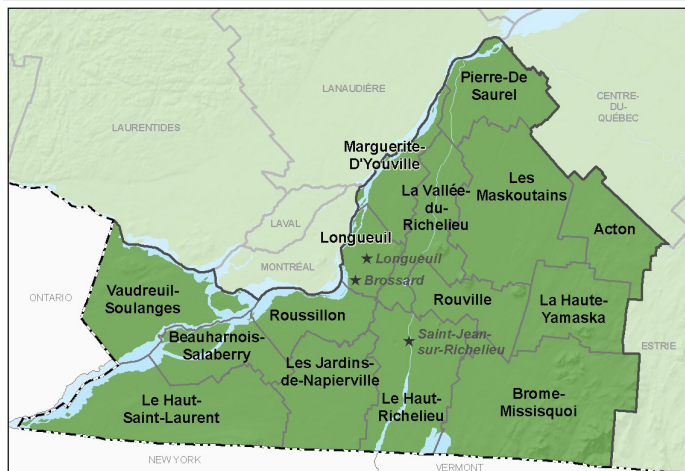 Pierre-De
Saurel
LANAUDIÈRE
CENTRE-
DU-
QUÉBEC
LAURENTIDES
Marguerite-
D'Youville
La Vallée-
du-
Richelieu
Les
Maskoutains
Acton
LAVAL
Longueuil
Longueuil
MONTRÉAL
Brossard
ONTARIO
Vaudreuil-
Soulanges
Roussillon
Rouville
La Haute-
Yamaska
Beauharnois-
Salaberry
Saint-Jean-
sur-Richelieu
ESTRIE
Les Jardins-
de-Napierville
Le Haut-
Saint-Laurent
Le Haut-
Richelieu
Brome-
Missisquoi
NEW YORK
VERMONT